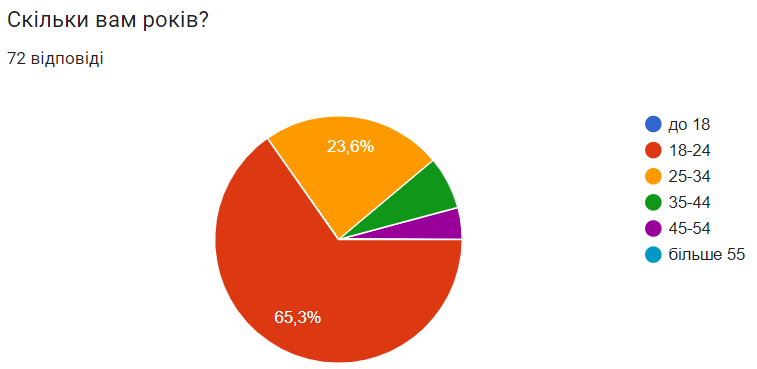 Скільки вам років?
72 відповіді
23,6%
65,3%
до 18
18-24
25-34
35-44
45-54
більше 55